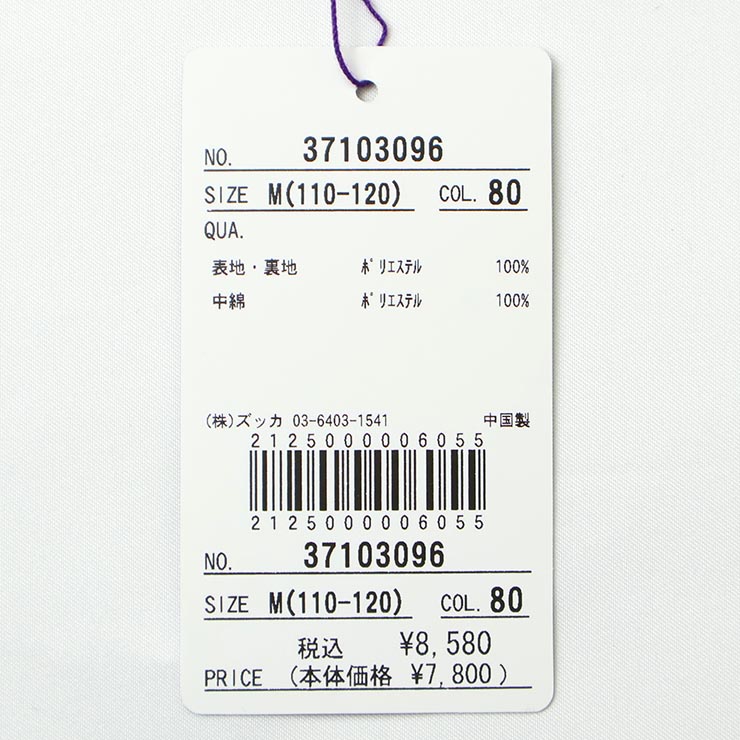 NO. 37103096
SIZE M(110-120) COL. 80
QUA.
表地・裏地 ﾎﾟﾘｴｽﾃﾙ 100%
中綿 ﾎﾟﾘｴｽﾃﾙ 100%
(株)ズッカ 03-6403-1541 中国製
2125000006055
2125000006055
NO. 37103096
SIZE M(110-120) COL. 80
税込 ¥8,580
PRICE (本体価格 ¥7,800)